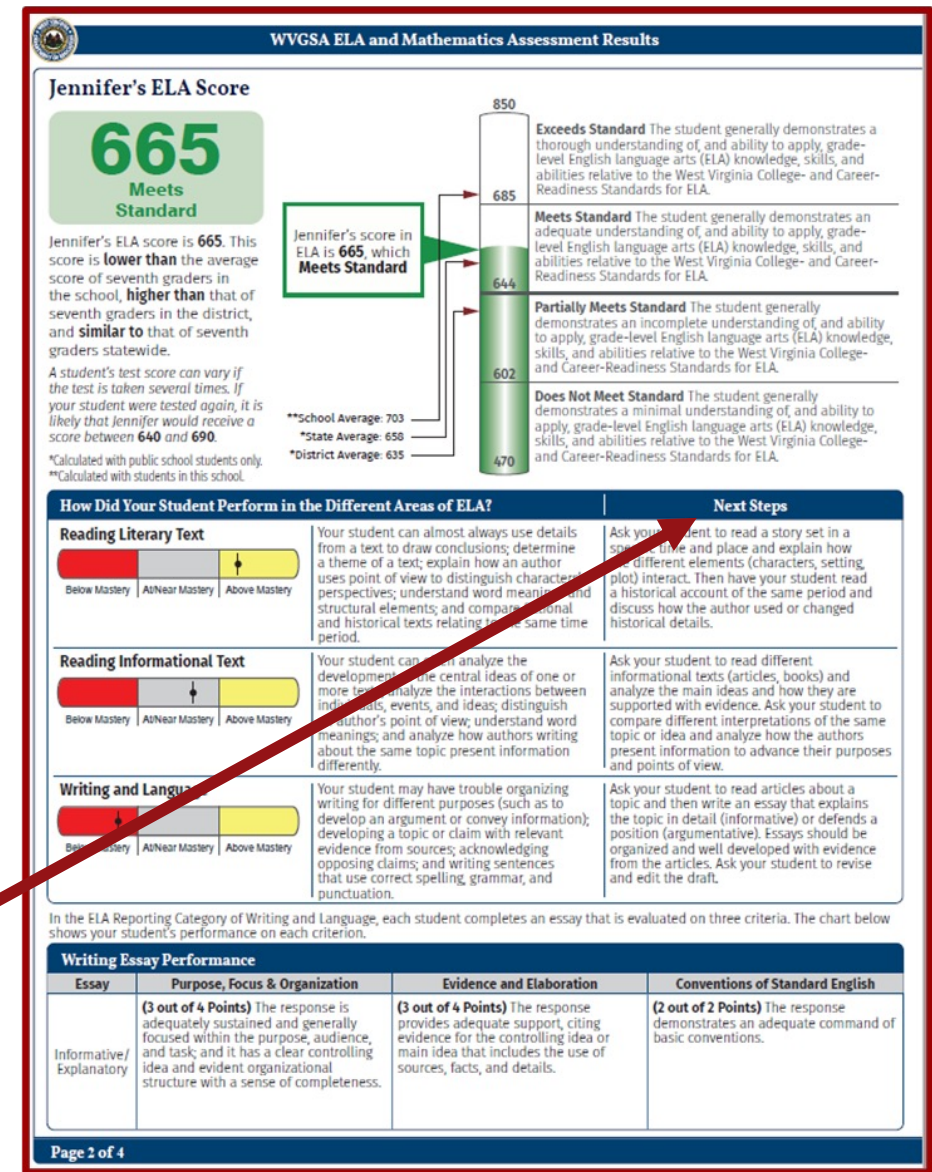 WVGSA ELA and Mathematics Assessment Results
Jennifer's ELA Score
665
Meets
Standard
Jennifer's ELA score is 665. This
score is lower than the average
score of seventh graders in
the school, higher than that of
seventh graders in the district,
and similar to that of seventh
graders statewide.
A student's test score can vary if
the test is taken several times. If
your student were tested again, it is
likely that Jennifer would receive a
score between 640 and 690.
*Calculated with public school students only.
**Calculated with students in this school.
Jennifer's score in
ELA is 665, which
Meets Standard
**School Average: 703
*State Average: 658
*District Average: 635
850
685
644
602
470
Exceeds Standard The student generally demonstrates a
thorough understanding of, and ability to apply, grade-
level English language arts (ELA) knowledge, skills, and
abilities relative to the West Virginia College- and Career-
Readiness Standards for ELA.
Meets Standard The student generally demonstrates an
adequate understanding of, and ability to apply, grade-
level English language arts (ELA) knowledge, skills, and
abilities relative to the West Virginia College- and Career-
Readiness Standards for ELA.
Partially Meets Standard The student generally
demonstrates an incomplete understanding of, and ability
to apply, grade-level English language arts (ELA) knowledge,
skills, and abilities relative to the West Virginia College-
and Career-Readiness Standards for ELA.
Does Not Meet Standard The student generally
demonstrates a minimal understanding of, and ability to
apply, grade-level English language arts (ELA) knowledge,
skills, and abilities relative to the West Virginia College-
and Career-Readiness Standards for ELA.
How Did Your Student Perform in the Different Areas of ELA?
Next Steps
Reading Literary Text
Below Mastery At/Near Mastery Above Mastery
Your student can almost always use details
from a text to draw conclusions; determine
a theme of a text; explain how an author
uses point of view to distinguish characters'
perspectives; understand word meanings and
structural elements; and compare fictional
and historical texts relating to the same time
period.
Ask your student to read a story set in a
specific time and place and explain how
the different elements (characters, setting,
plot) interact. Then have your student read
a historical account of the same period and
discuss how the author used or changed
historical details.
Reading Informational Text
Below Mastery At/Near Mastery Above Mastery
Your student can often analyze the
development of the central ideas of one or
more texts; analyze the interactions between
individuals, events, and ideas; distinguish
an author's point of view; understand word
meanings; and analyze how authors writing
about the same topic present information
differently.
Ask your student to read different
informational texts (articles, books) and
analyze the main ideas and how they are
supported with evidence. Ask your student to
compare different interpretations of the same
topic or idea and analyze how the authors
present information to advance their purposes
and points of view.
Writing and Language
Below Mastery At/Near Mastery Above Mastery
Your student may have trouble organizing
writing for different purposes (such as to
develop an argument or convey information);
developing a topic or claim with relevant
evidence from sources; acknowledging
opposing claims; and writing sentences
that use correct spelling, grammar, and
punctuation.
Ask your student to read articles about a
topic and then write an essay that explains
the topic in detail (informative) or defends a
position (argumentative). Essays should be
organized and well developed with evidence
from the articles. Ask your student to revise
and edit the draft.
In the ELA Reporting Category of Writing and Language, each student completes an essay that is evaluated on three criteria. The chart below
shows your student's performance on each criterion.
Writing Essay Performance
Essay
Purpose, Focus & Organization
Evidence and Elaboration
Conventions of Standard English
Informative/
Explanatory
(3 out of 4 Points) The response is
adequately sustained and generally
focused within the purpose, audience,
and task; and it has a clear controlling
idea and evident organizational
structure with a sense of completeness.
(3 out of 4 Points) The response
provides adequate support, citing
evidence for the controlling idea or
main idea that includes the use of
sources, facts, and details.
(2 out of 2 Points) The response
demonstrates an adequate command of
basic conventions.
Page 2 of 4